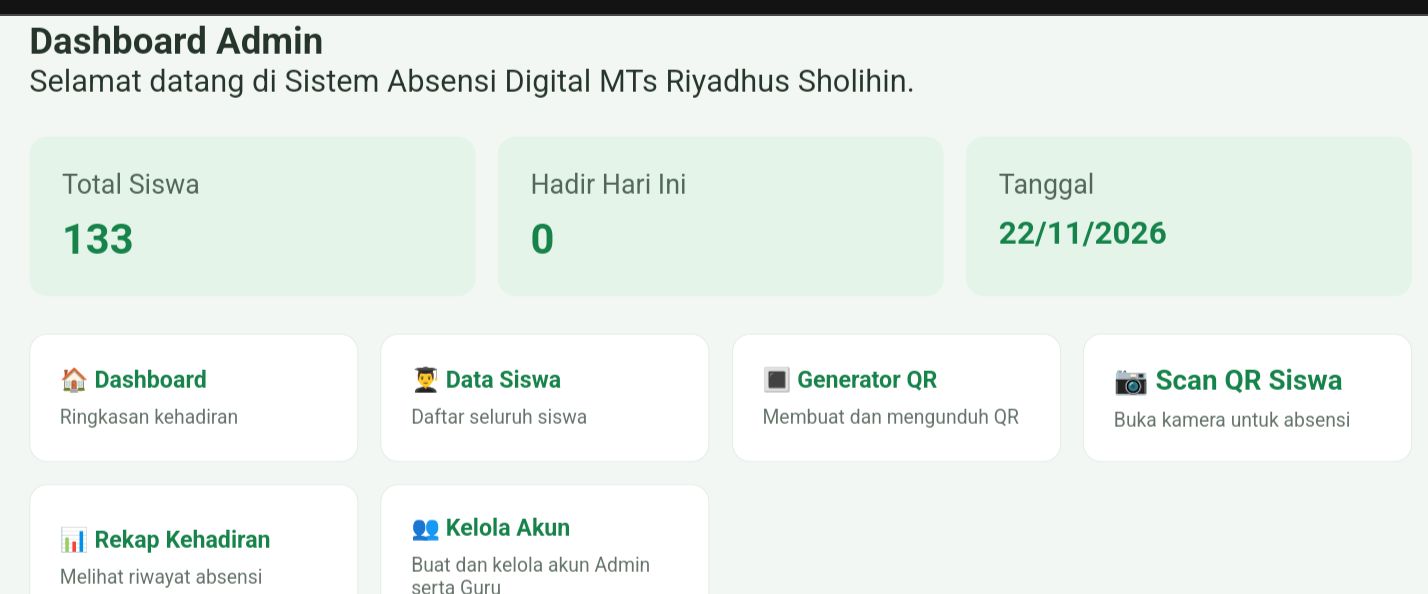 Dashboard Admin
Selamat datang di Sistem Absensi Digital MTs Riyadhus Sholihin.
Total Siswa
133
Hadir Hari Ini
0
Tanggal
22/11/2026
Dashboard
Ringkasan kehadiran
Data Siswa
Daftar seluruh siswa
Generator QR
Membuat dan mengunduh QR
Scan QR Siswa
Buka kamera untuk absensi
Rekap Kehadiran
Melihat riwayat absensi
Kelola Akun
Buat dan kelola akun Admin
serta Guru